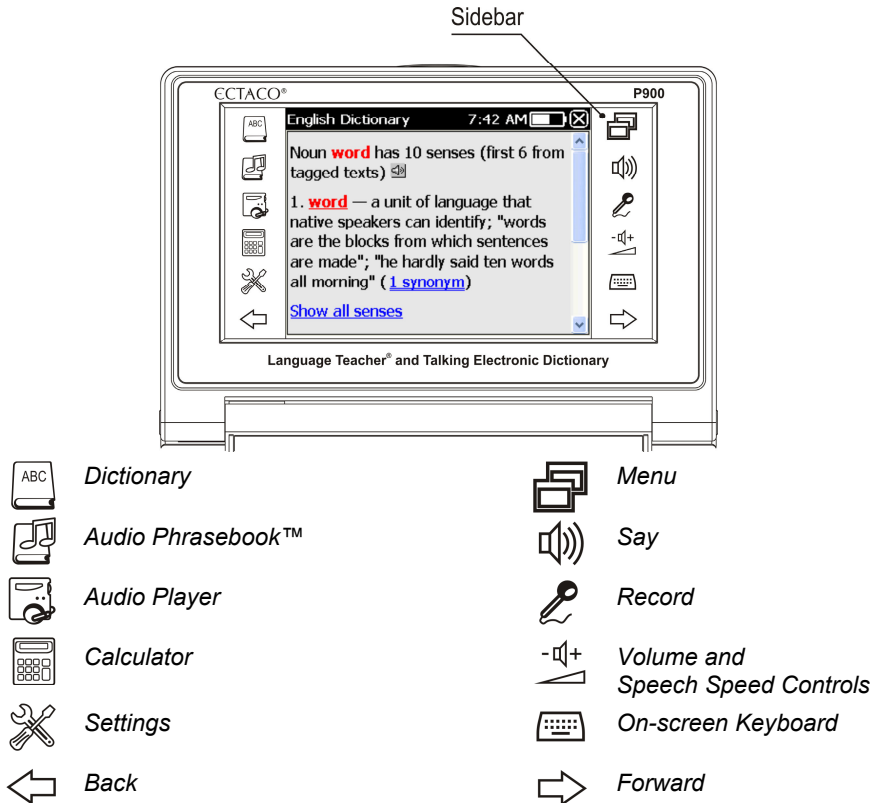 Sidebar
ECTACO®
P900
ABC
English Dictionary 7:42 AM
Noun word has 10 senses (first 6 from
tagged texts)
1. word — a unit of language that
native speakers can identify; "words
are the blocks from which sentences
are made"; "he hardly said ten words
all morning" ( 1 synonym)
Show all senses
- +
Language Teacher® and Talking Electronic Dictionary
ABC Dictionary
Menu
Audio Phrasebook™
Say
Audio Player
Record
Calculator
- + Volume and
Speech Speed Controls
Settings
On-screen Keyboard
Back
Forward